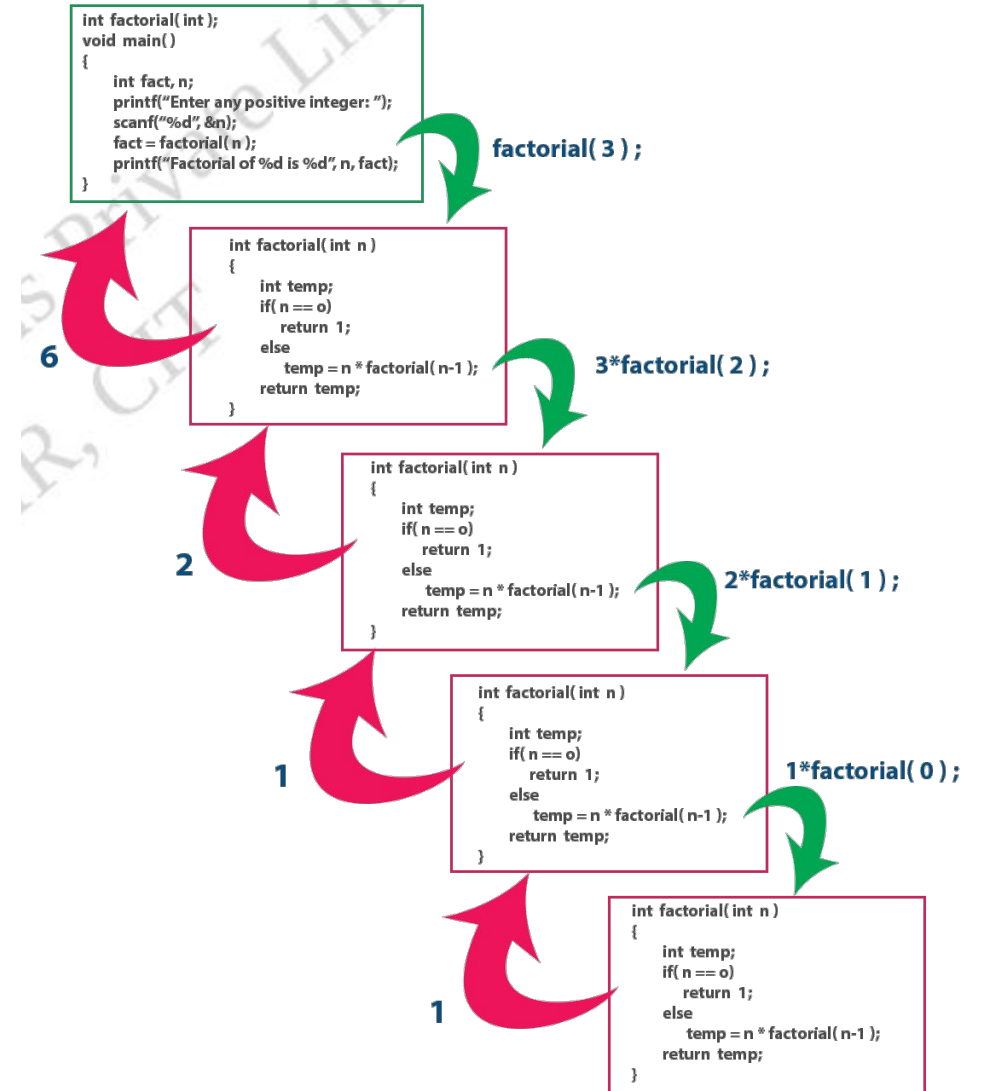 int factorial( int );
void main( )
{
int fact, n;
printf(“Enter any positive integer: ”);
scanf(“%d”, &n);
fact = factorial( n );
printf(“Factorial of %d is %d”, n, fact);
}
factorial( 3 ) ;
int factorial( int n )
{
int temp;
if( n == o)
return 1;
else
temp = n * factorial( n-1 );
return temp;
}
6
3*factorial( 2 ) ;
int factorial( int n )
{
int temp;
if( n == o)
return 1;
else
temp = n * factorial( n-1 );
return temp;
}
2
2*factorial( 1 ) ;
int factorial( int n )
{
int temp;
if( n == o)
return 1;
else
temp = n * factorial( n-1 );
return temp;
}
1
1*factorial( 0 ) ;
int factorial( int n )
{
int temp;
if( n == o)
return 1;
else
temp = n * factorial( n-1 );
return temp;
}
1
Private
CIT